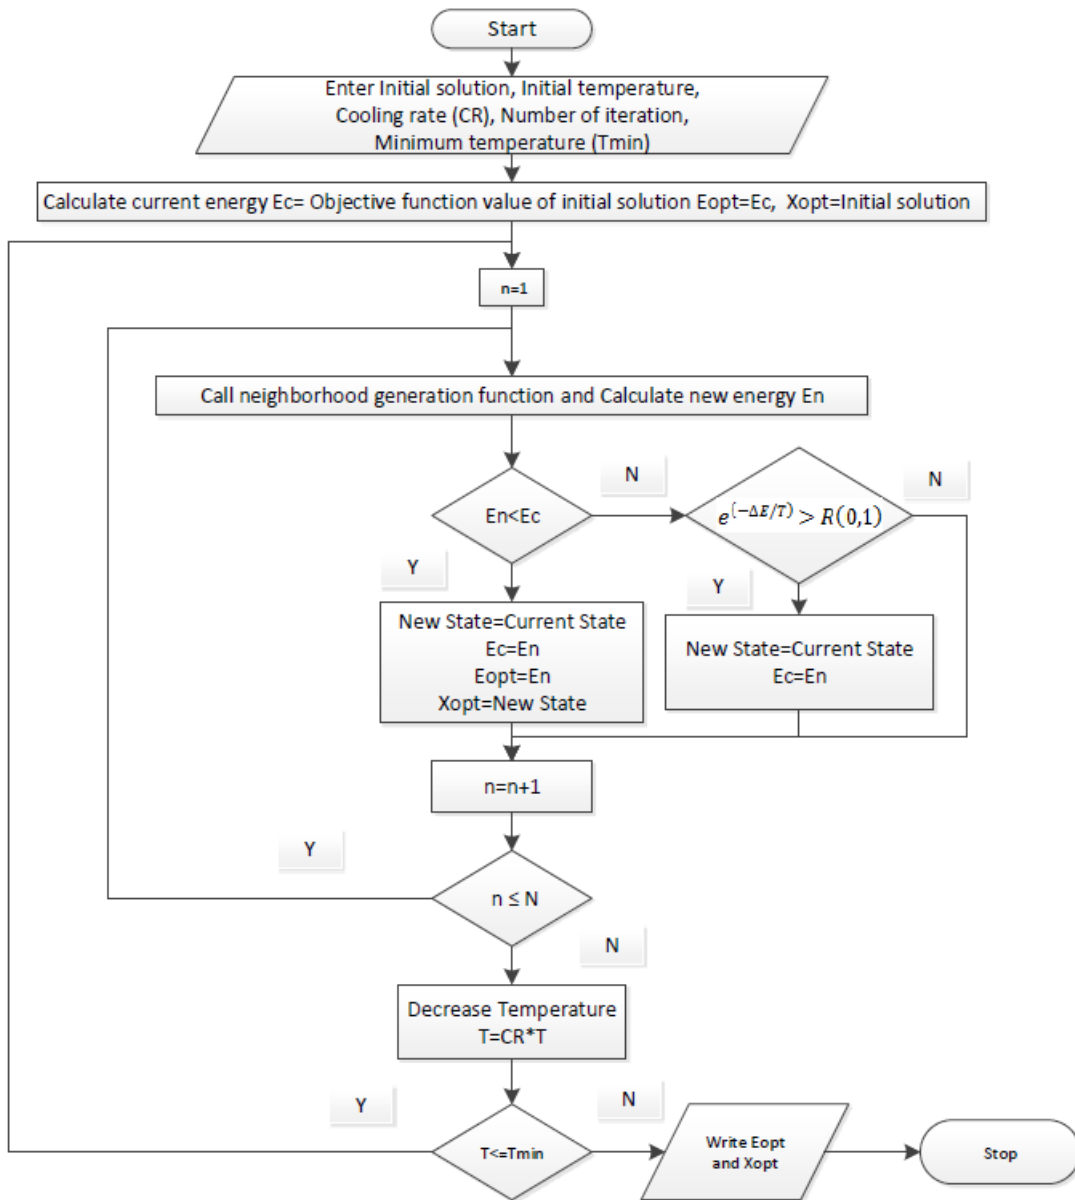 Start
Enter Initial solution, Initial temperature,
Cooling rate (CR), Number of iteration,
Minimum temperature (Tmin)
Calculate current energy Ec= Objective function value of initial solution Eopt=Ec, Xopt=Initial solution
n=1
Call neighborhood generation function and Calculate new energy En
En<Ec
N
e^(-ΔE/T) > R(0,1)
N
Y
New State=Current State
Ec=En
Eopt=En
Xopt=New State
Y
New State=Current State
Ec=En
n=n+1
Y
n ≤ N
N
Decrease Temperature
T=CR*T
Y
T<=Tmin
N
Write Eopt
and Xopt
Stop